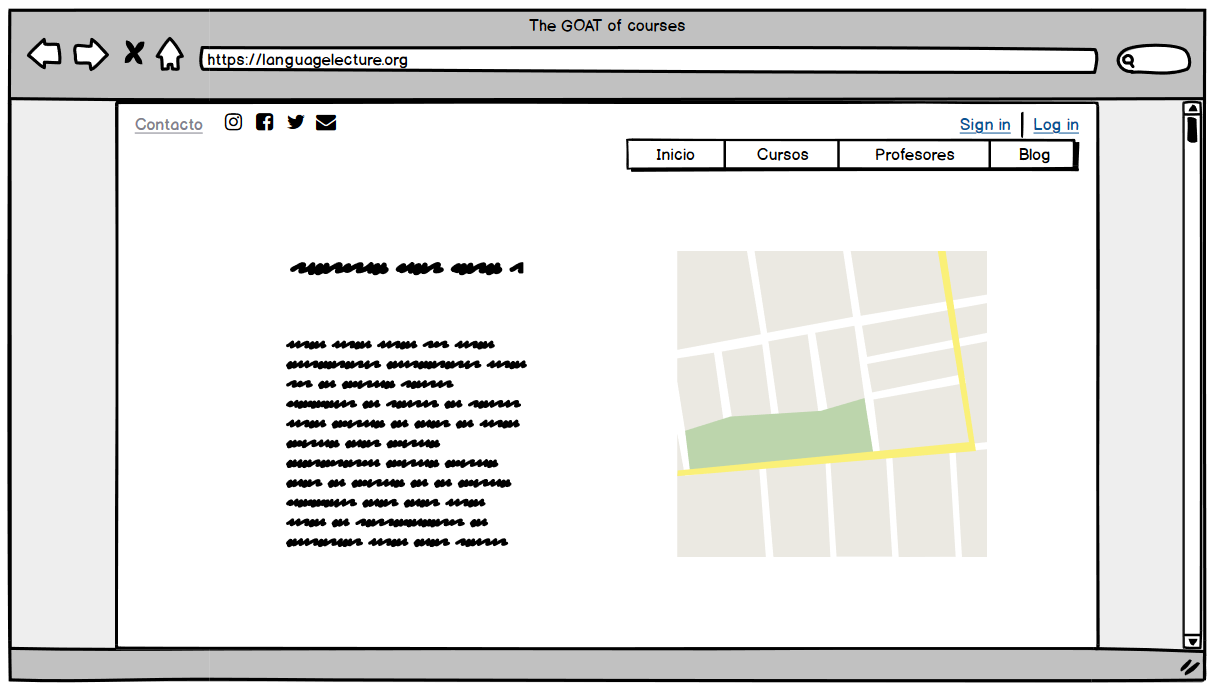 The GOAT of courses
https://languagelecture.org
Contacto
Sign in
Log in
Inicio
Cursos
Profesores
Blog